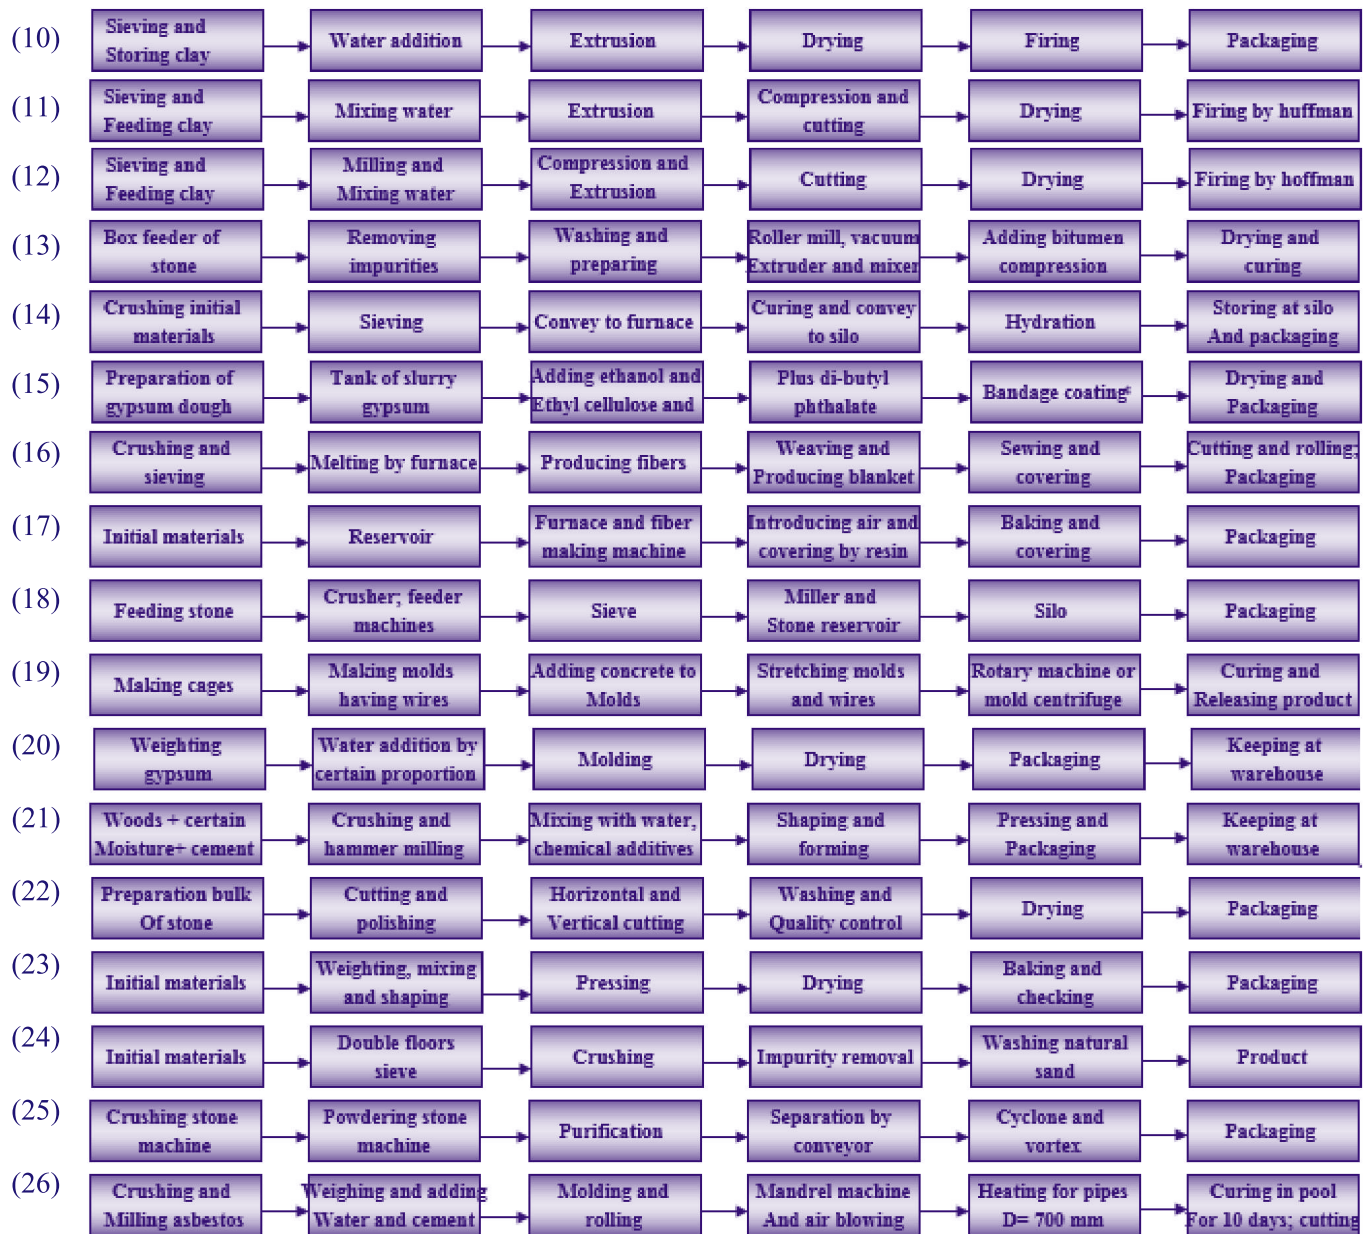 (10)
Sieving and
Storing clay
Water addition
Extrusion
Drying
Firing
Packaging
(11)
Sieving and
Feeding clay
Mixing water
Extrusion
Compression and
cutting
Drying
Firing by huffman
(12)
Sieving and
Feeding clay
Milling and
Mixing water
Compression and
Extrusion
Cutting
Drying
Firing by hoffman
(13)
Box feeder of
stone
Removing
impurities
Washing and
preparing
Roller mill, vacuum
Extruder and mixer
Adding bitumen
compression
Drying and
curing
(14)
Crushing initial
materials
Sieving
Convey to furnace
Curing and convey
to silo
Hydration
Storing at silo
And packaging
(15)
Preparation of
gypsum dough
Tank of slurry
gypsum
Adding ethanol and
Ethyl cellulose and
Plus di-butyl
phthalate
Bandage coating
Drying and
Packaging
(16)
Crushing and
sieving
Melting by furnace
Producing fibers
Weaving and
Producing blanket
Sewing and
covering
Cutting and rolling;
Packaging
(17)
Initial materials
Reservoir
Furnace and fiber
making machine
Introducing air and
covering by resin
Baking and
covering
Packaging
(18)
Feeding stone
Crusher; feeder
machines
Sieve
Miller and
Stone reservoir
Silo
Packaging
(19)
Making cages
Making molds
having wires
Adding concrete to
Molds
Stretching molds
and wires
Rotary machine or
mold centrifuge
Curing and
Releasing product
(20)
Weighting
gypsum
Water addition by
certain proportion
Molding
Drying
Packaging
Keeping at
warehouse
(21)
Woods + certain
Moisture+ cement
Crushing and
hammer milling
Mixing with water,
chemical additives
Shaping and
forming
Pressing and
Packaging
Keeping at
warehouse
(22)
Preparation bulk
Of stone
Cutting and
polishing
Horizontal and
Vertical cutting
Washing and
Quality control
Drying
Packaging
(23)
Initial materials
Weighting, mixing
and shaping
Pressing
Drying
Baking and
checking
Packaging
(24)
Initial materials
Double floors
sieve
Crushing
Impurity removal
Washing natural
sand
Product
(25)
Crushing stone
machine
Powdering stone
machine
Purification
Separation by
conveyor
Cyclone and
vortex
Packaging
(26)
Crushing and
Milling asbestos
Weighing and adding
Water and cement
Molding and
rolling
Mandrel machine
And air blowing
Heating for pipes
D= 700 mm
Curing in pool
For 10 days; cutting